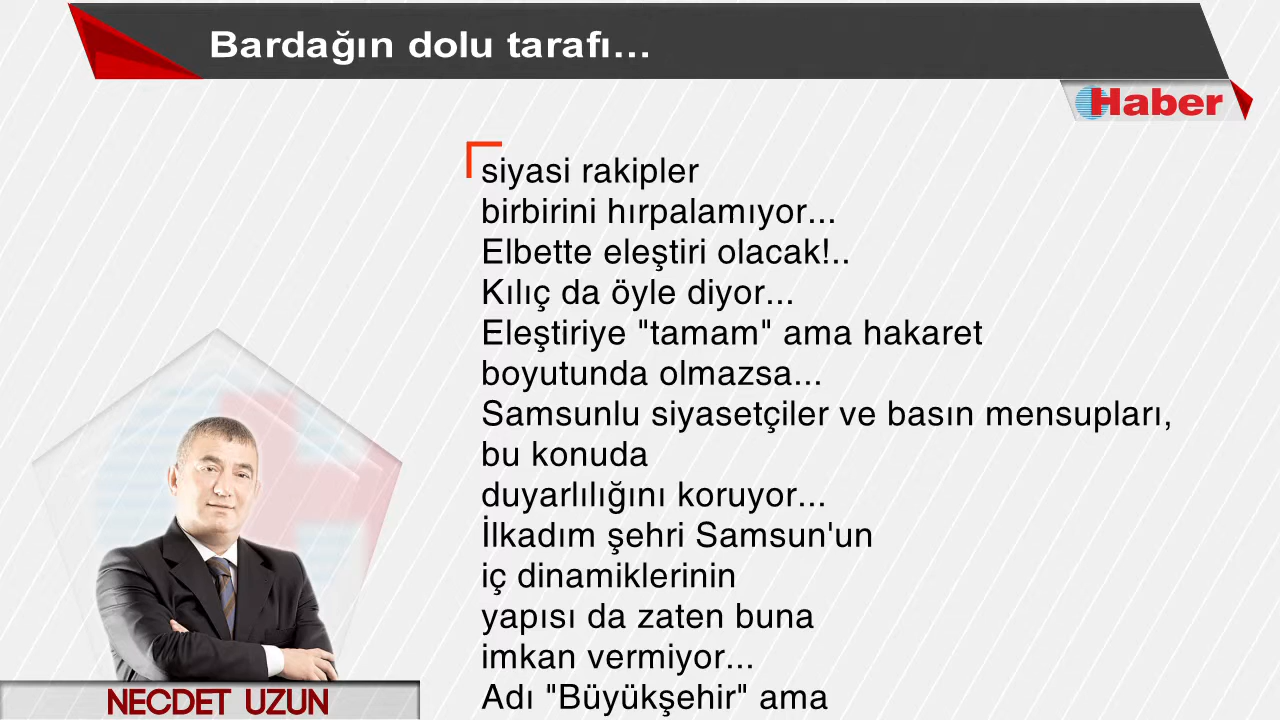 Bardağın dolu tarafı...
Haber
siyasi rakipler
birbirini hırpalamıyor...
Elbette eleştiri olacak!..
Kılıç da öyle diyor...
Eleştiriye "tamam" ama hakaret
boyutunda olmazsa...
Samsunlu siyasetçiler ve basın mensupları,
bu konuda
duyarlılığını koruyor...
İlkadım şehri Samsun'un
iç dinamiklerinin
yapısı da zaten buna
imkan vermiyor...
Adı "Büyükşehir" ama
NECDET UZUN